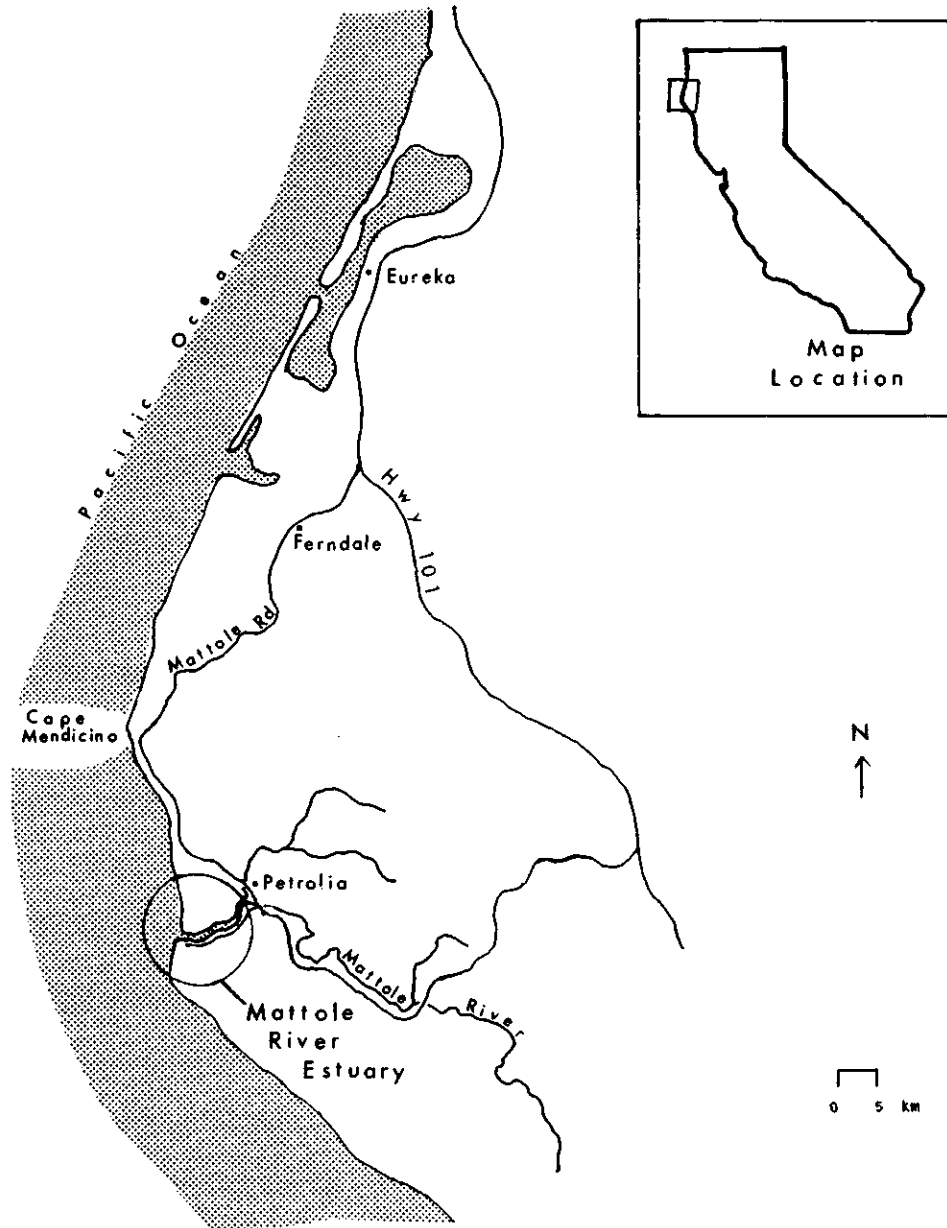 Pacific Ocean
Eureka
Map
Location
Hwy 101
Ferndale
Mattole Rd
Cape
Mendicino
N
Petrolia
Mattole River
Mattole
River
Estuary
0 5 km